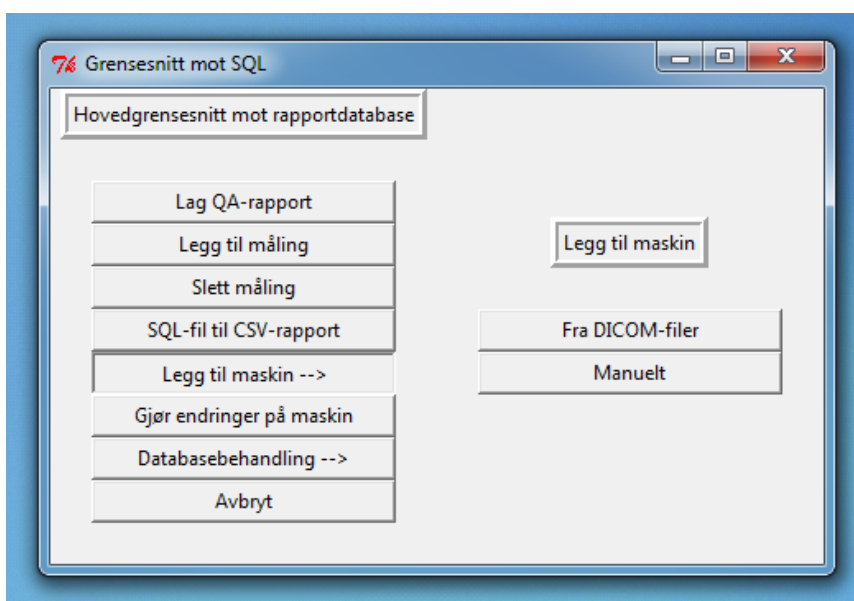 Grensesnitt mot SQL
Hovedgrensesnitt mot rapportdatabase
Lag QA-rapport
Legg til måling
Slett måling
SQL-fil til CSV-rapport
Legg til maskin -->
Gjør endringer på maskin
Databasebehandling -->
Avbryt
Legg til maskin
Fra DICOM-filer
Manuelt